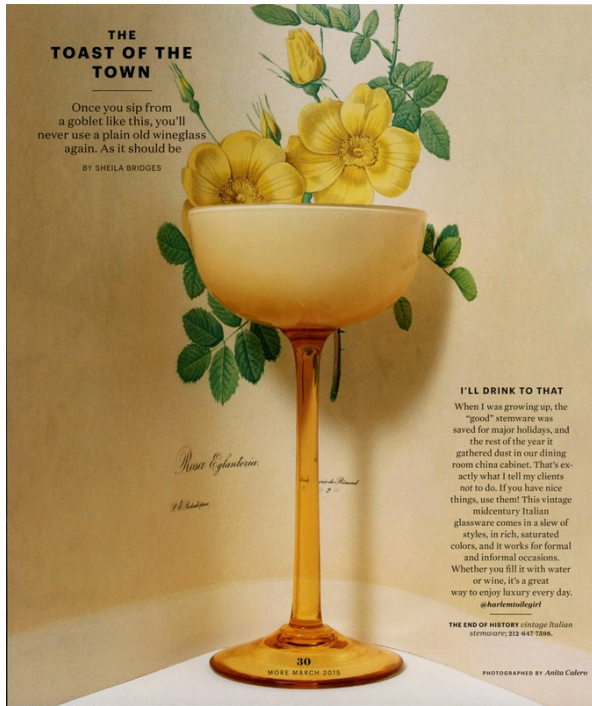 THE
TOAST OF THE
TOWN
Once you sip from
a goblet like this, you'll
never use a plain old wineglass
again. As it should be
BY SHEILA BRIDGES
I'LL DRINK TO THAT
When I was growing up, the
"good" stemware was
saved for major holidays, and
the rest of the year it
gathered dust in our dining
room china cabinet. That's ex-
actly what I tell my clients
not to do. If you have nice
things, use them! This vintage
midcentury Italian
glassware comes in a slew of
styles, in rich, saturated
colors, and it works for formal
and informal occasions.
Whether you fill it with water
or wine, it's a great
way to enjoy luxury every day.
@harlemtoilegirl
THE END OF HISTORY vintage Italian
stemware; 212-647-7598.
Rosa Eglanteria.
30
MORE MARCH 2015
PHOTOGRAPHED BY Anita Calero